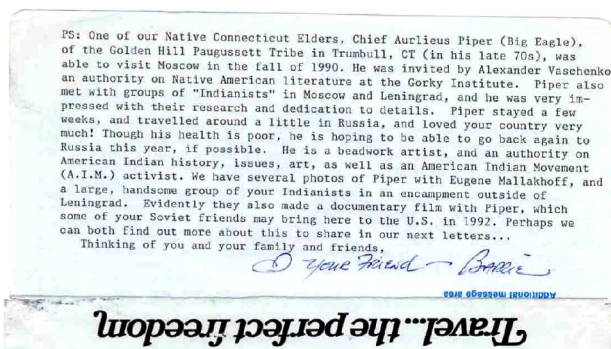 PS: One of our Native Connecticut Elders, Chief Aurlieus Piper (Big Eagle),
of the Golden Hill Paugussett Tribe in Trumbull, CT (in his late 70s), was
able to visit Moscow in the fall of 1990. He was invited by Alexander Vaschenko
an authority on Native American literature at the Gorky Institute. Piper also
met with groups of "Indianists" in Moscow and Leningrad, and he was very im-
pressed with their research and dedication to details. Piper stayed a few
weeks, and travelled around a little in Russia, and loved your country very
much! Though his health is poor, he is hoping to be able to go back again to
Russia this year, if possible. He is a beadwork artist, and an authority on
American Indian history, issues, art, as well as an American Indian Movement
(A.I.M.) activist. We have several photos of Piper with Eugene Mallakhoff, and
a large, handsome group of your Indianists in an encampment outside of
Leningrad. Evidently they also made a documentary film with Piper, which
some of your Soviet friends may bring here to the U.S. in 1992. Perhaps we
can both find out more about this to share in our next letters...
Thinking of you and your family and friends,
Your Friend - Barrie
Additional message area
Travel...the perfect freedom